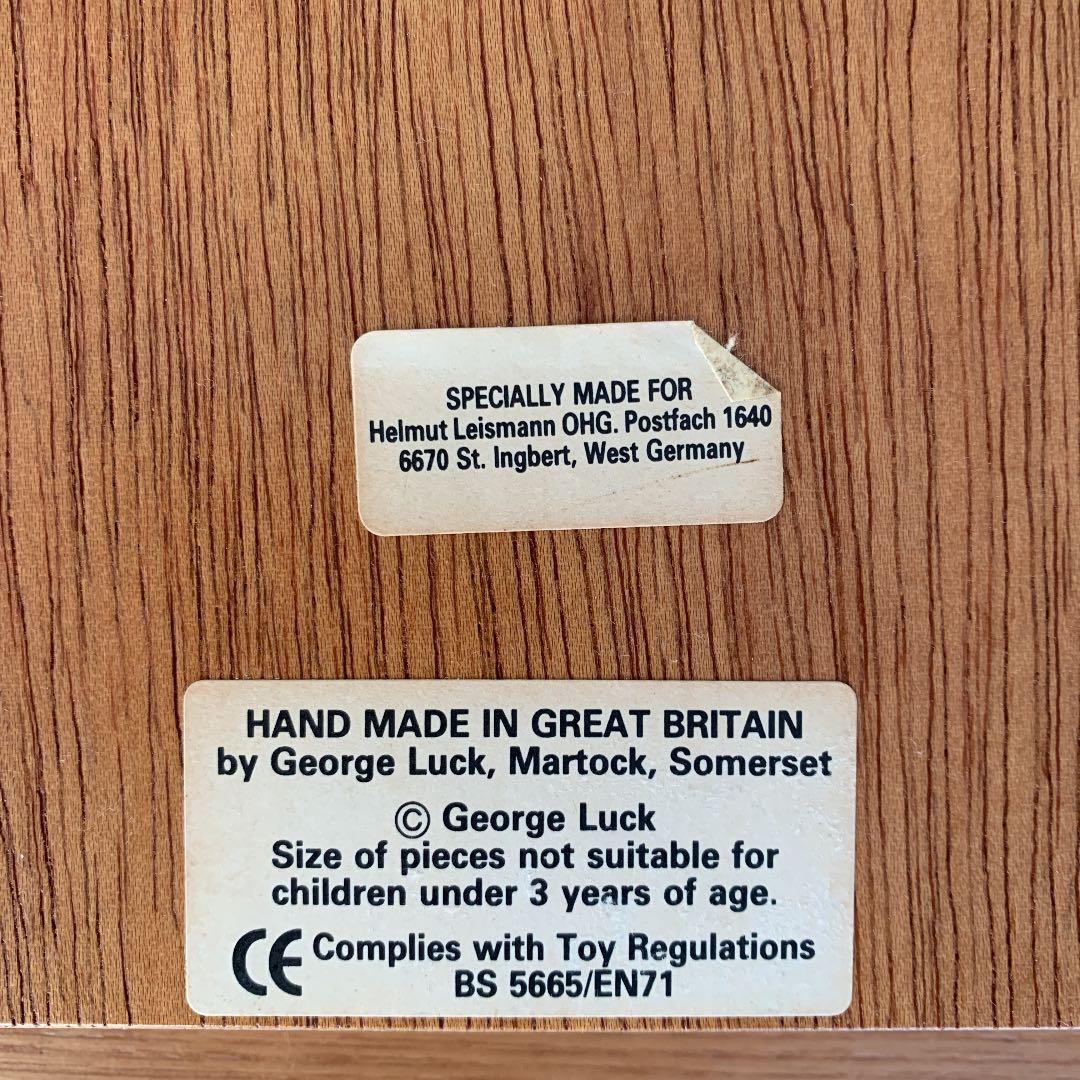 SPECIALLY MADE FOR
Helmut Leismann OHG. Postfach 1640
6670 St. Ingbert, West Germany
HAND MADE IN GREAT BRITAIN
by George Luck, Martock, Somerset
© George Luck
Size of pieces not suitable for
children under 3 years of age.
CE Complies with Toy Regulations
BS 5665/EN71